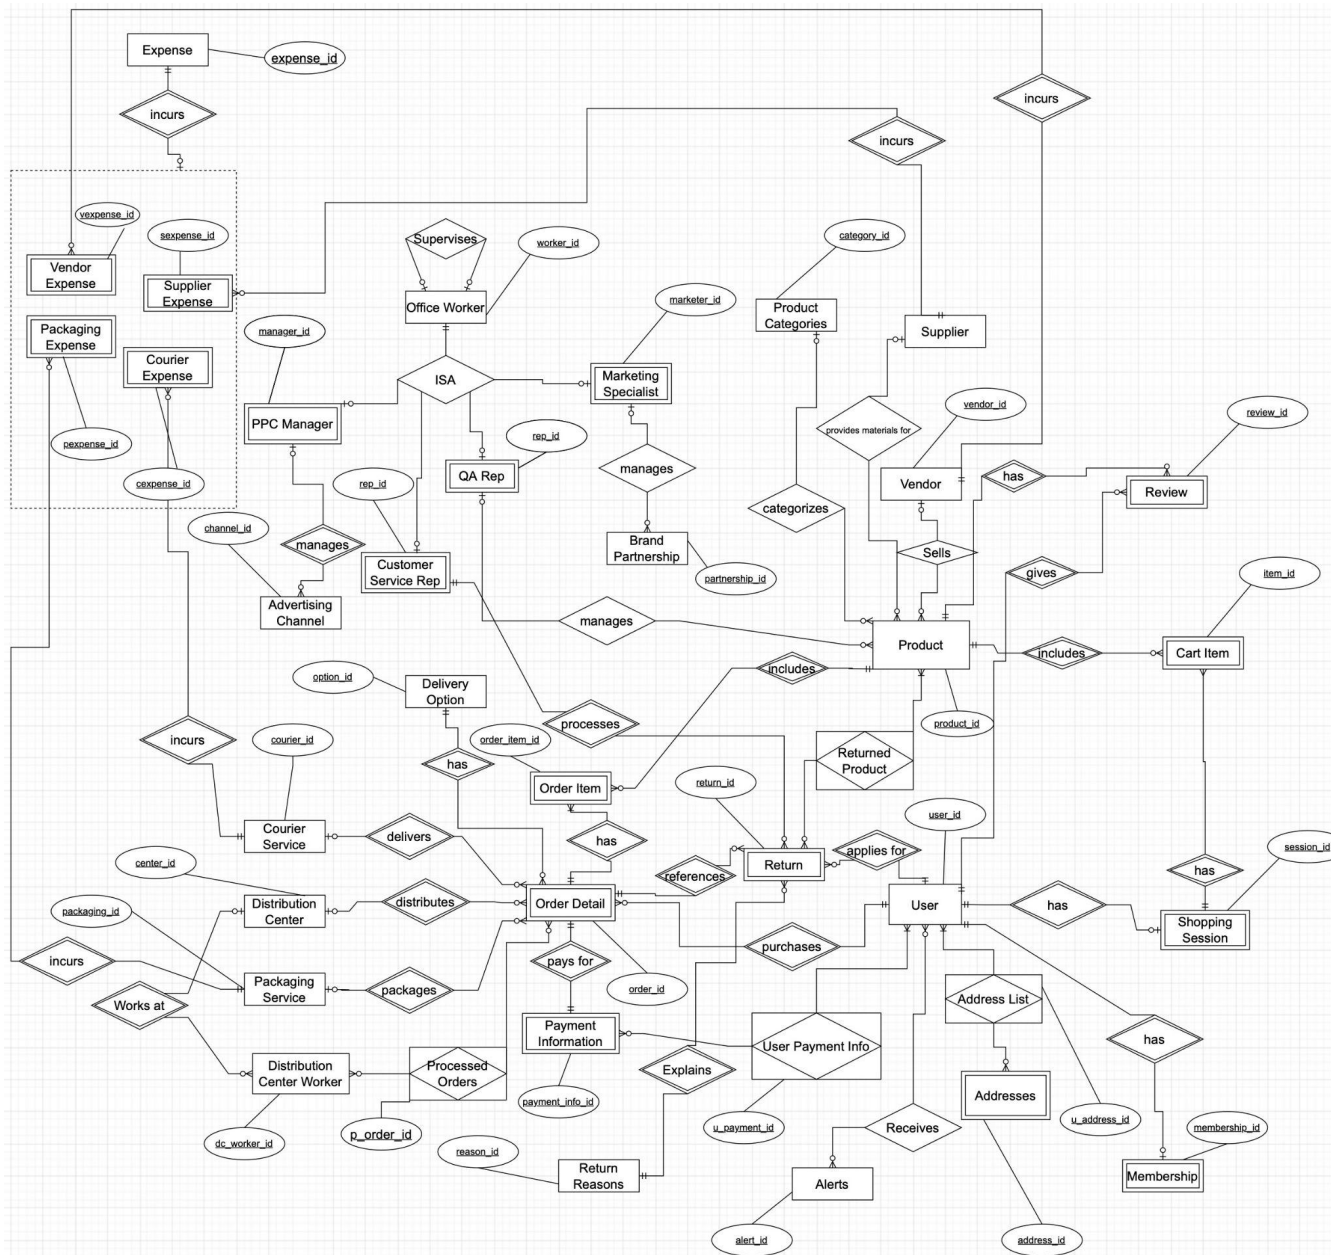 Expense
expense_id
incurs
incurs
incurs
vexpense_id
sexpense_id
Vendor
Expense
Supplier
Expense
Packaging
Expense
Courier
Expense
pexpense_id
cexpense_id
Supervises
worker_id
Office Worker
manager_id
marketer_id
ISA
Marketing
Specialist
PPC Manager
rep_id
QA Rep
rep_id
manages
channel_id
manages
Customer
Service Rep
Advertising
Channel
Brand
Partnership
partnership_id
category_id
Product
Categories
Supplier
provides materials for
vendor_id
review_id
Vendor
has
Review
categorizes
Sells
gives
item_id
manages
Product
includes
Cart Item
includes
product_id
option_id
Delivery
Option
processes
incurs
courier_id
has
order_item_id
Returned
Product
Order Item
return_id
user_id
Courier
Service
delivers
has
Return
applies for
session_id
center_id
references
has
Distribution
Center
distributes
Order Detail
User
has
Shopping
Session
packaging_id
incurs
Packaging
Service
packages
pays for
purchases
order_id
Works at
Address List
Payment
Information
User Payment Info
has
Distribution
Center Worker
Processed
Orders
Explains
Addresses
payment_info_id
dc_worker_id
p_order_id
u_payment_id
Receives
u_address_id
membership_id
reason_id
Return
Reasons
Alerts
Membership
alert_id
address_id